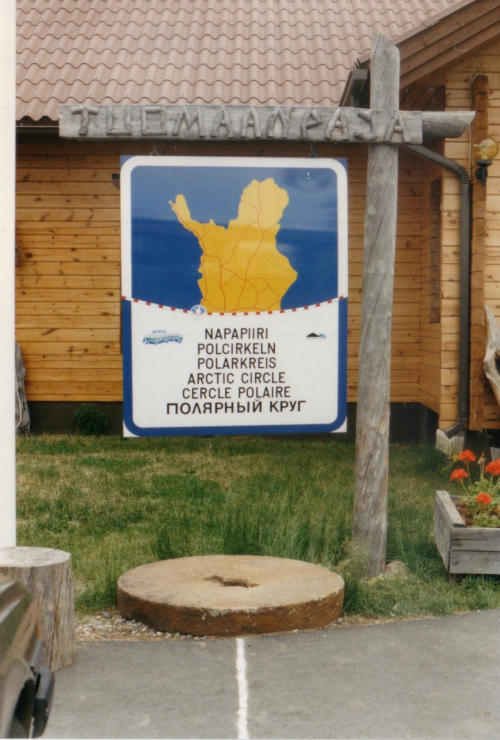 TUOMAANPAJA
NAPAPIIRI
POLCIRKELN
POLARKREIS
ARCTIC CIRCLE
CERCLE POLAIRE
ПОЛЯРНЫЙ КРУГ